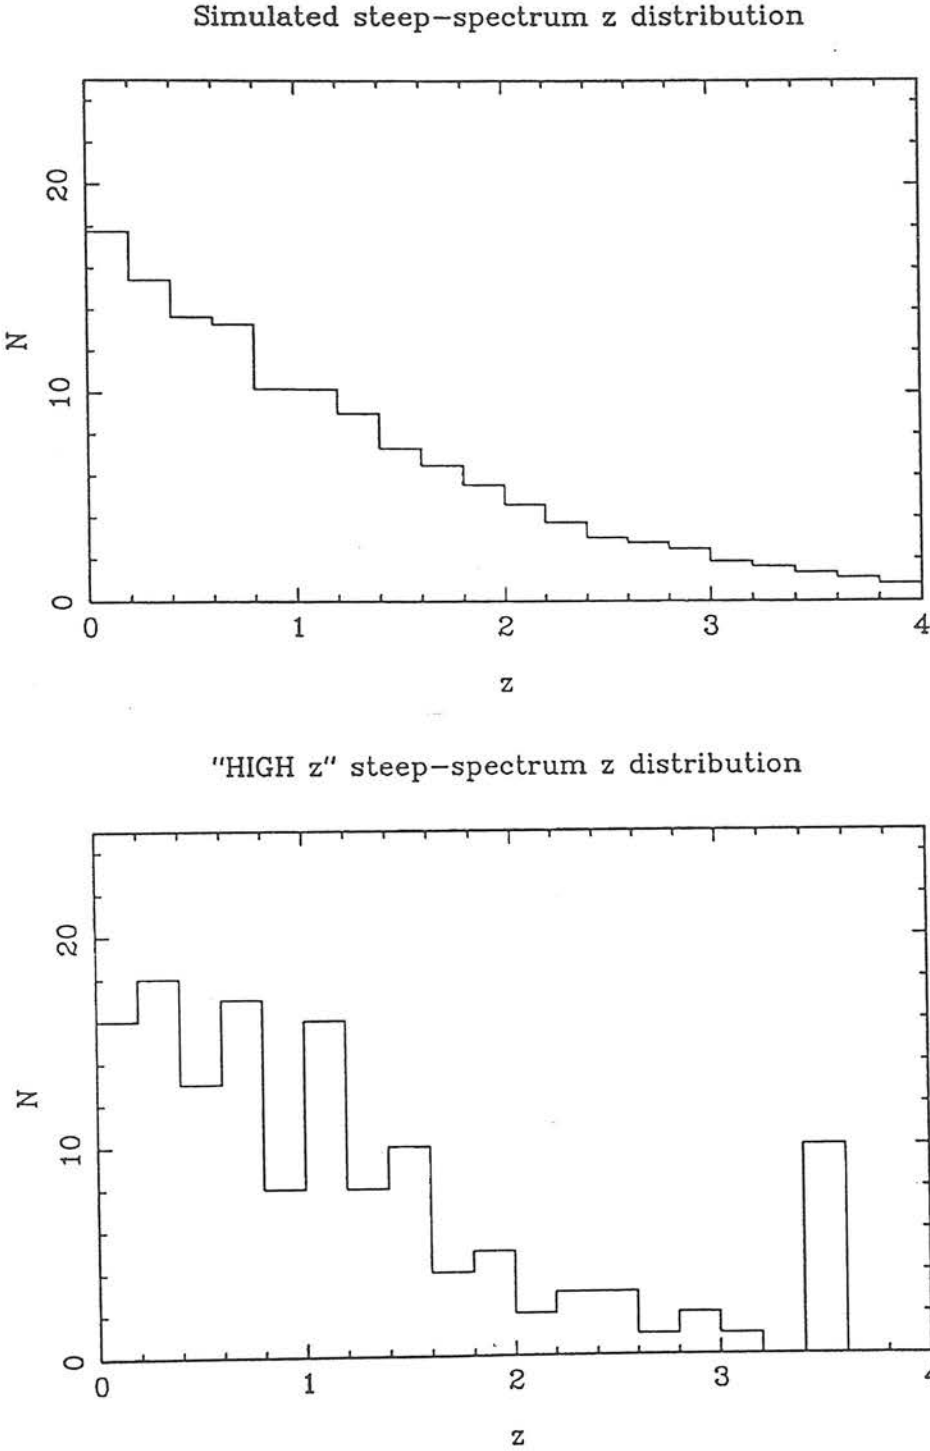 Simulated steep-spectrum z distribution
20
10
0
N
0 1 2 3 4
z
"HIGH z" steep-spectrum z distribution
20
10
0
N
0 1 2 3
z